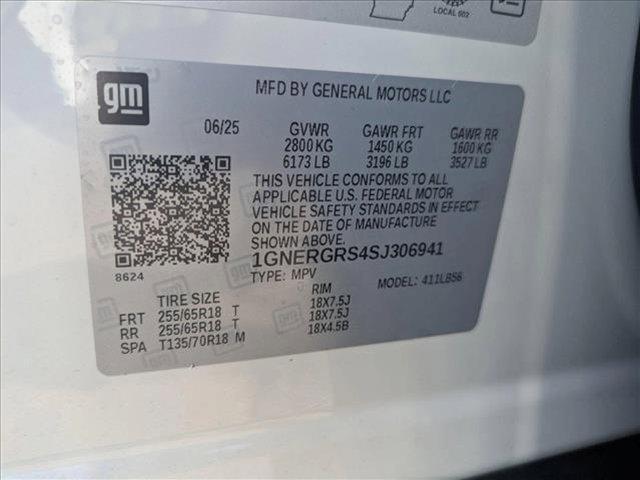 LOCAL 602
gm
MFD BY GENERAL MOTORS LLC
06/25 GVWR GAWR FRT GAWR RR
2800 KG 1450 KG 1600 KG
6173 LB 3196 LB 3527 LB
THIS VEHICLE CONFORMS TO ALL
APPLICABLE U.S. FEDERAL MOTOR
VEHICLE SAFETY STANDARDS IN EFFECT
ON THE DATE OF MANUFACTURE
SHOWN ABOVE.
8624
1GNERGRS4SJ306941
TYPE: MPV MODEL: 411LBS6
TIRE SIZE RIM
FRT 255/65R18 T 18X7.5J
RR 255/65R18 T 18X7.5J
SPA T135/70R18 M 18X4.5B